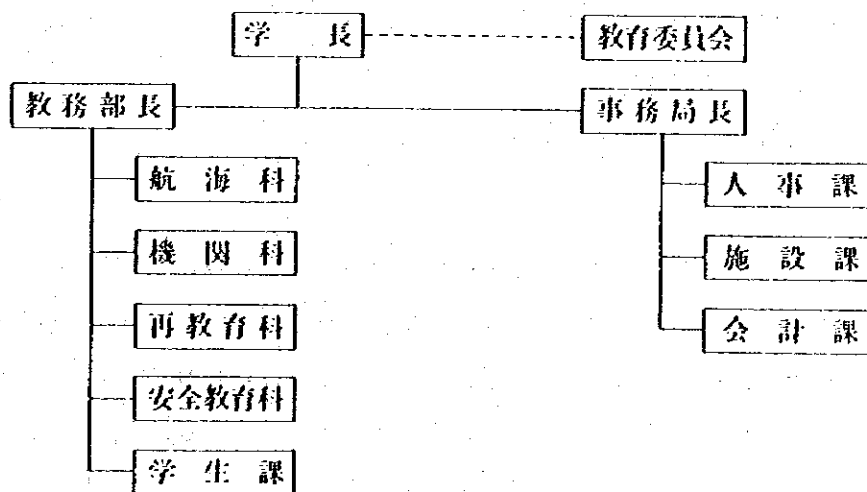 学長
教育委員会
教務部長
事務局長
航海科
人事課
機関科
施設課
再教育科
会計課
安全教育科
学生課